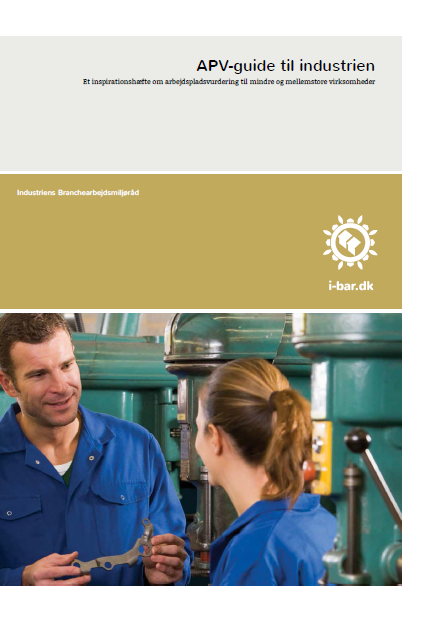 APV-guide til industrien
Et inspirationshæfte om arbejdspladsvurdering til mindre og mellemstore virksomheder
Industriens Branchearbejdsmiljøråd
i-bar.dk